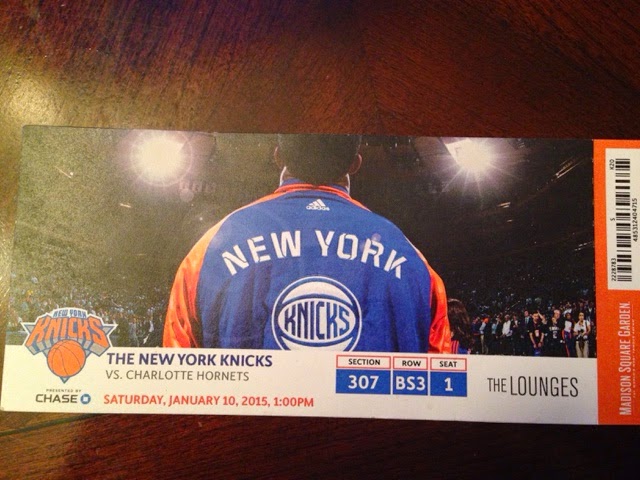 adidas
NEW YORK
KNICKS
NEW YORK
KNICKS
PRESENTED BY
CHASE
THE NEW YORK KNICKS
VS. CHARLOTTE HORNETS
SATURDAY, JANUARY 10, 2015, 1:00PM
SECTION ROW SEAT
307 BS3 1
THE LOUNGES
MADISON SQUARE GARDEN